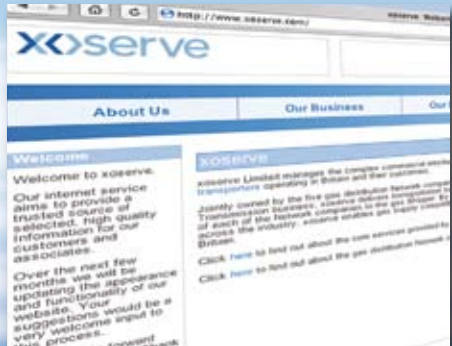 http://www.xoserve.com/
xoserve
About Us
Our Business
Our
Welcome
Welcome to xoserve.
Our internet service
aims to provide a
trusted source of
selected, high quality
information for our
customers and
associates.
Over the next few
months we will be
updating the appearance
and functionality of our
website. Your
suggestions would be a
very welcome input to
this process.
forward
xoserve
xoserve Limited manages the complex commercial
transporters operating in Britain and their customers.
Jointly owned by the five gas distribution Network
Transmission business, xoserve delivers
of each of the Network companies to the gas shipper
across the industry. xoserve enables gas supply
Britain.
Click here to find out about the core services provided by
Click here to find out about the gas distribution Network